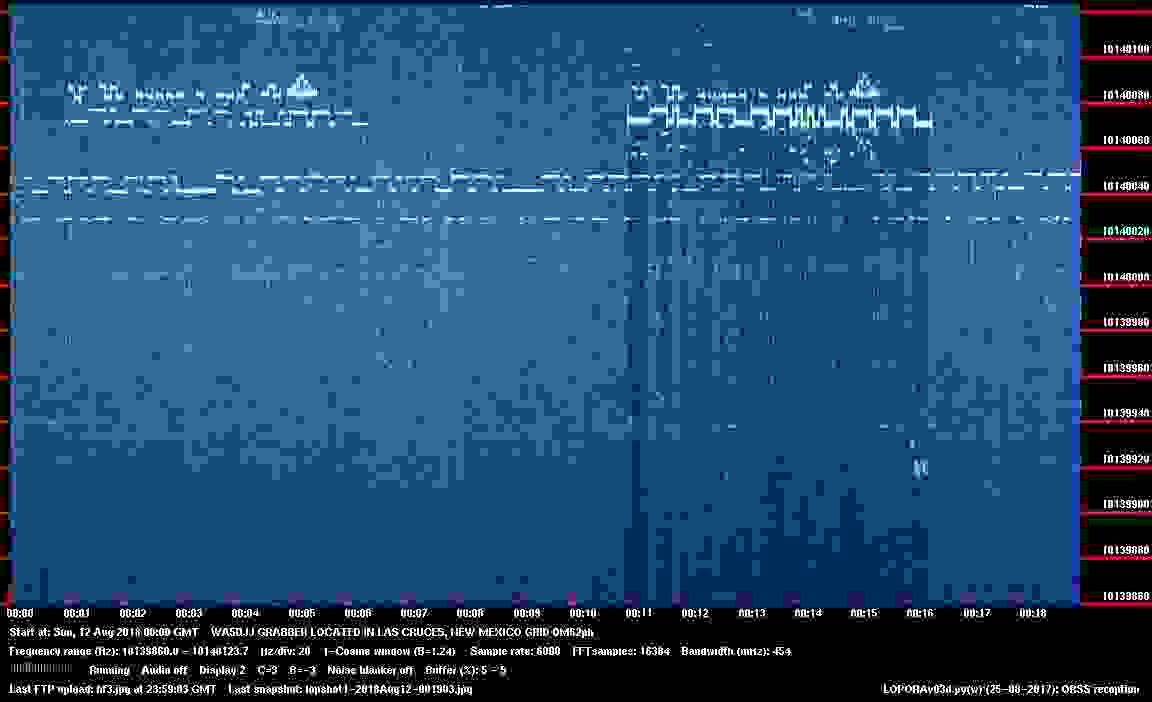 10140100
10140080
10140060
10140040
10140020
10140000
10139980
10139960
10139940
10139920
10139900
10139880
10139860
00:00 00:01 00:02 00:03 00:04 00:05 00:06 00:07 00:08 00:09 00:10 00:11 00:12 00:13 00:14 00:15 00:16 00:17 00:18
Start at: Sun, 12 Aug 2018 00:00 GMT WA5DJJ GRABBER LOCATED IN LAS CRUCES, NEW MEXICO GRID DM62ph
Frequency range (Hz): 10139860.0 - 10140123.7 Hz/div: 20 1-Cosine window (B=1.24) Sample rate: 6000 FFTsamples: 16384 Bandwidth (mHz): 454
Running Audio off Display 2 C=3 B=-3 Noise blanker off Buffer (%): 5 - 5
Last FTP upload: hf3.jpg at 23:59:03 GMT Last snapshot: lopshot1-2018Aug12-001903.jpg
LOPORAv03d.py(w) (25-08-2017): QRSS reception